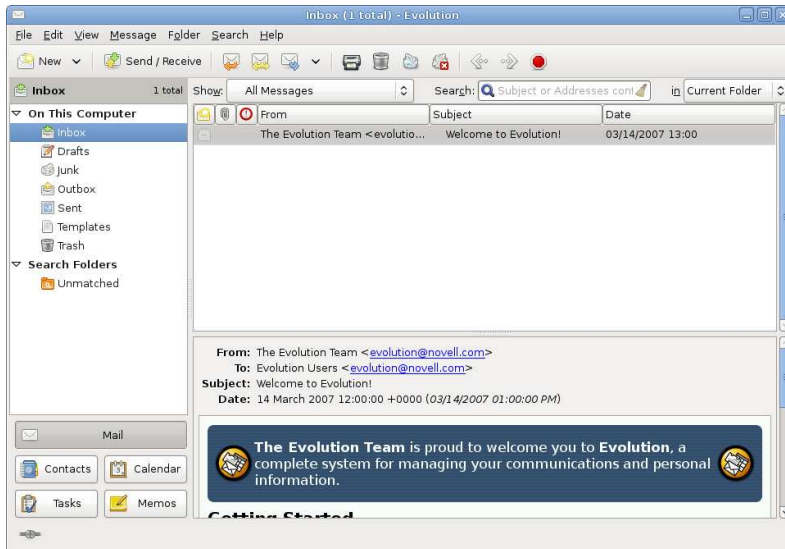 Inbox (1 total) - Evolution
File Edit View Message Folder Search Help
New Send / Receive
Inbox 1 total Show: All Messages Search: Subject or Addresses cont in Current Folder
On This Computer
Inbox
Drafts
Junk
Outbox
Sent
Templates
Trash
Search Folders
Unmatched
From Subject Date
The Evolution Team <evolutio... Welcome to Evolution! 03/14/2007 13:00
From: The Evolution Team <evolution@novell.com>
To: Evolution Users <evolution@novell.com>
Subject: Welcome to Evolution!
Date: 14 March 2007 12:00:00 +0000 (03/14/2007 01:00:00 PM)
The Evolution Team is proud to welcome you to Evolution, a
complete system for managing your communications and personal
information.
Getting Started
Mail
Contacts Calendar
Tasks Memos